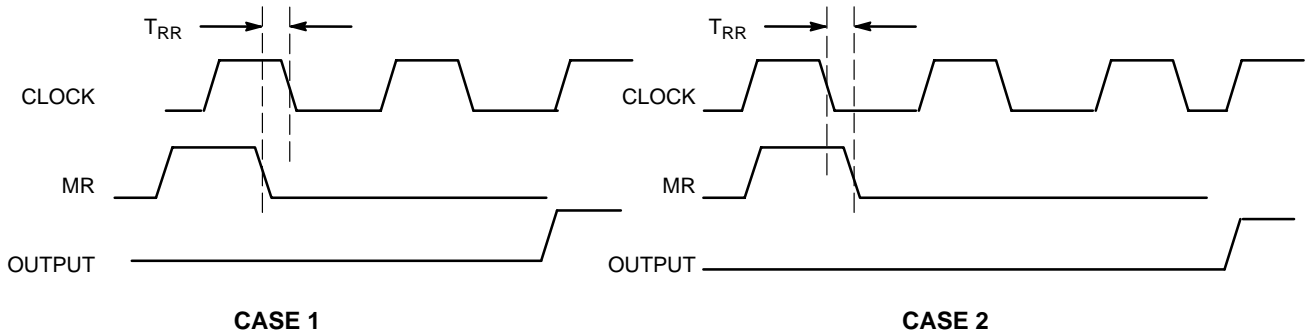 TRR
CLOCK
MR
OUTPUT
CASE 1
TRR
CLOCK
MR
OUTPUT
CASE 2